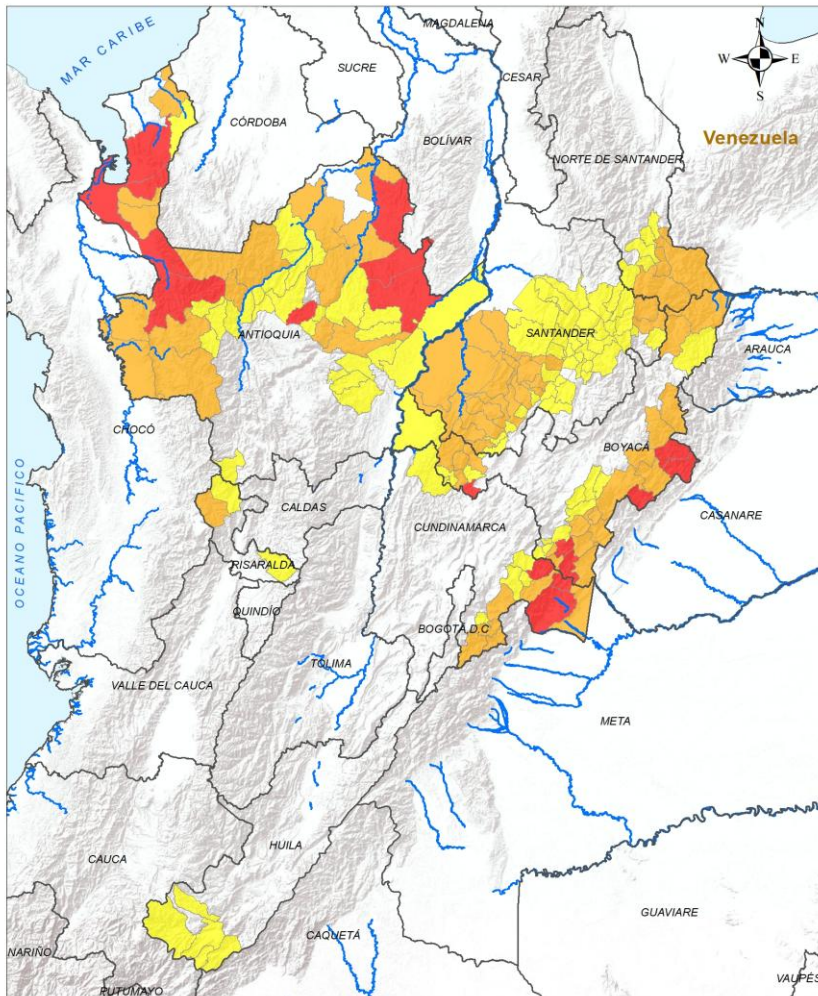 MAGDALENA
N
MAR CARIBE
W
E
SUCRE
CESAR
S
CÓRDOBA
BOLÍVAR
Venezuela
NORTE DE SANTANDER
ANTIOQUIA
SANTANDER
ARAUCA
CHOCÓ
BOYACÁ
OCEANO PACIFICO
CALDAS
CUNDINAMARCA
CASANARE
RISARALDA
QUINDÍO
BOGOTÁ D.C
TOLIMA
VALLE DEL CAUCA
META
HUILA
CAUCA
GUAVIARE
CAQUETÁ
NARIÑO
PUTUMAYO
VAUPÉS